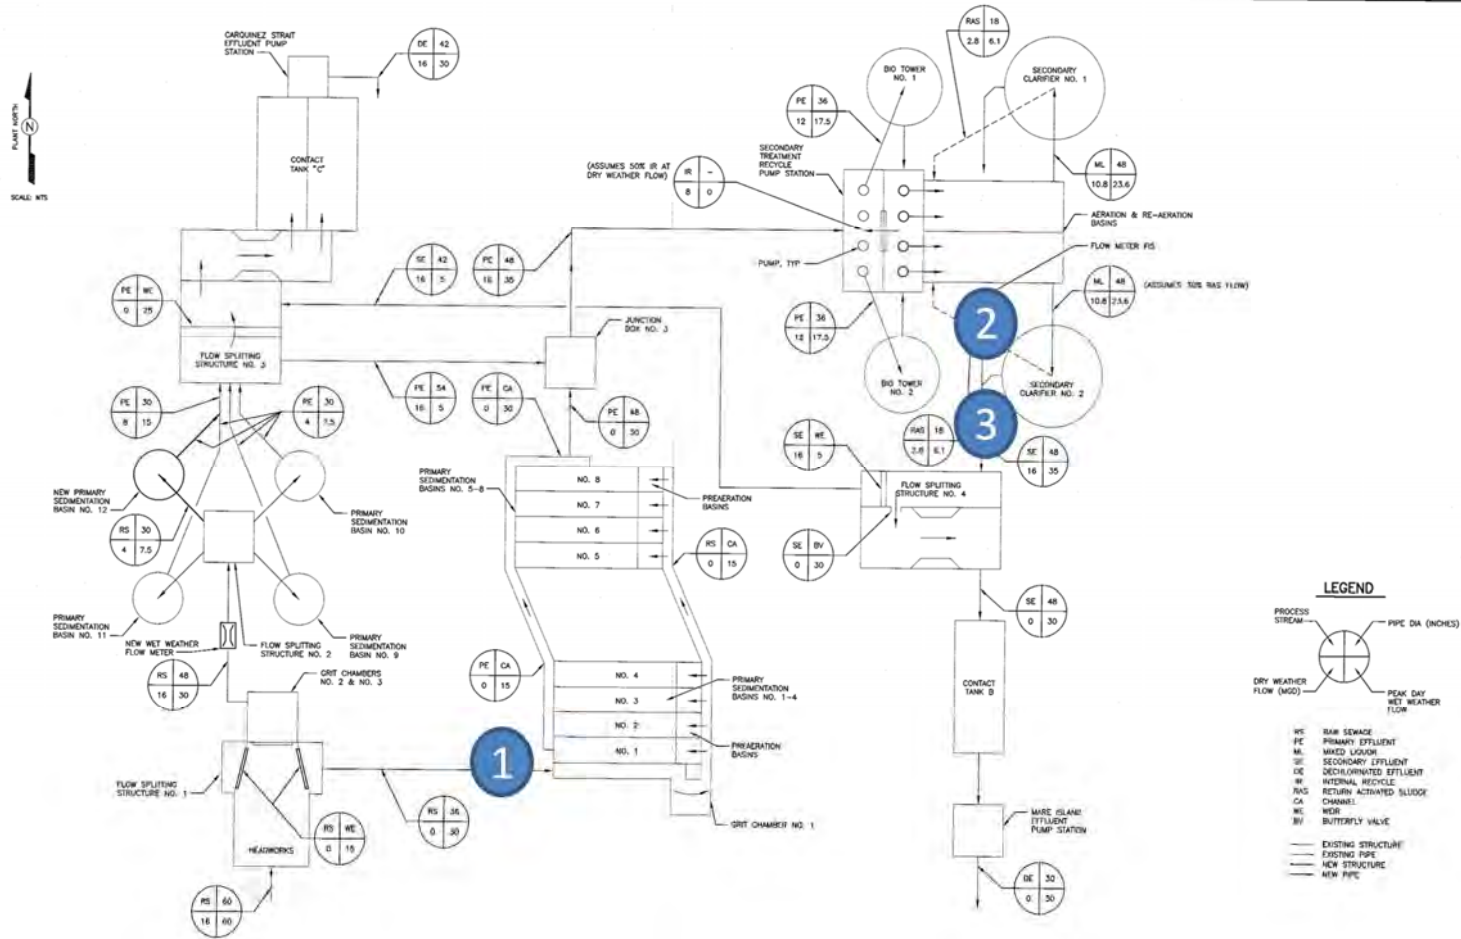 CARQUINEZ STRAIT
EFFLUENT PUMP
STATION
DE 42
16 30
PLANT NORTH
N
SCALE: NTS
CONTACT
TANK "C"
PE WE
0 25
FLOW SPLITTING
STRUCTURE NO. 3
SE 42
16 5
PE 48
16 35
PE 54
16 5
JUNCTION
BOX NO. 3
PE CA
0 30
PE 48
0 30
PE 30
8 15
PE 30
4 7.5
NEW PRIMARY
SEDIMENTATION
BASIN NO. 12
RS 30
4 7.5
PRIMARY
SEDIMENTATION
BASIN NO. 10
PRIMARY
SEDIMENTATION
BASIN NO. 11
NEW WET WEATHER
FLOW METER
FLOW SPLITTING
STRUCTURE NO. 2
PRIMARY
SEDIMENTATION
BASIN NO. 9
RS 48
16 30
GRIT CHAMBERS
NO. 2 & NO. 3
FLOW SPLITTING
STRUCTURE NO. 1
HEADWORKS
RS WE
0 15
RS 60
16 60
RS 36
0 30
1
PRIMARY
SEDIMENTATION
BASINS NO. 5-8
NO. 8
NO. 7
NO. 6
NO. 5
PREAERATION
BASINS
RS CA
0 15
PE CA
0 15
NO. 4
NO. 3
NO. 2
NO. 1
PRIMARY
SEDIMENTATION
BASINS NO. 1-4
PREAERATION
BASINS
GRIT CHAMBER NO. 1
RAS 18
2.8 6.1
BIO TOWER
NO. 1
SECONDARY
CLARIFIER NO. 1
PE 36
12 17.5
SECONDARY
TREATMENT
RECYCLE
PUMP STATION
(ASSUMES 50% IR AT
DRY WEATHER FLOW)
IR -
8 0
ML 48
10.8 23.6
AERATION & RE-AERATION
BASINS
FLOW METER FIS
PUMP, TYP
ML 48
10.8 23.6
(ASSUMES 30% RAS FLOW)
PE 36
12 17.5
2
BIO TOWER
NO. 2
SECONDARY
CLARIFIER NO. 2
3
RAS 18
2.8 6.1
SE WE
16 5
SE 48
16 35
FLOW SPLITTING
STRUCTURE NO. 4
SE BV
0 30
SE 48
0 30
CONTACT
TANK B
MARE ISLAND
EFFLUENT
PUMP STATION
DE 30
0 30
LEGEND
PROCESS
STREAM
PIPE DIA (INCHES)
DRY WEATHER
FLOW (MGD)
PEAK DAY
WET WEATHER
FLOW
RS RAW SEWAGE
PE PRIMARY EFFLUENT
ML MIXED LIQUOR
SE SECONDARY EFFLUENT
DE DECHLORINATED EFFLUENT
IR INTERNAL RECYCLE
RAS RETURN ACTIVATED SLUDGE
CA CHANNEL
WE WEIR
BV BUTTERFLY VALVE
EXISTING STRUCTURE
EXISTING PIPE
NEW STRUCTURE
NEW PIPE